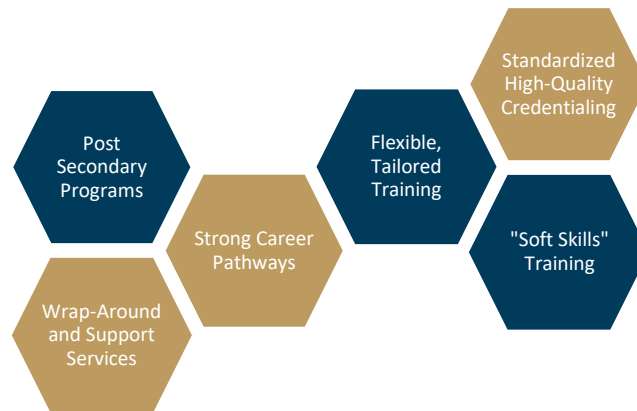 Standardized
High-Quality
Credentialing
Post
Secondary
Programs
Flexible,
Tailored
Training
Strong Career
Pathways
"Soft Skills"
Training
Wrap-Around
and Support
Services